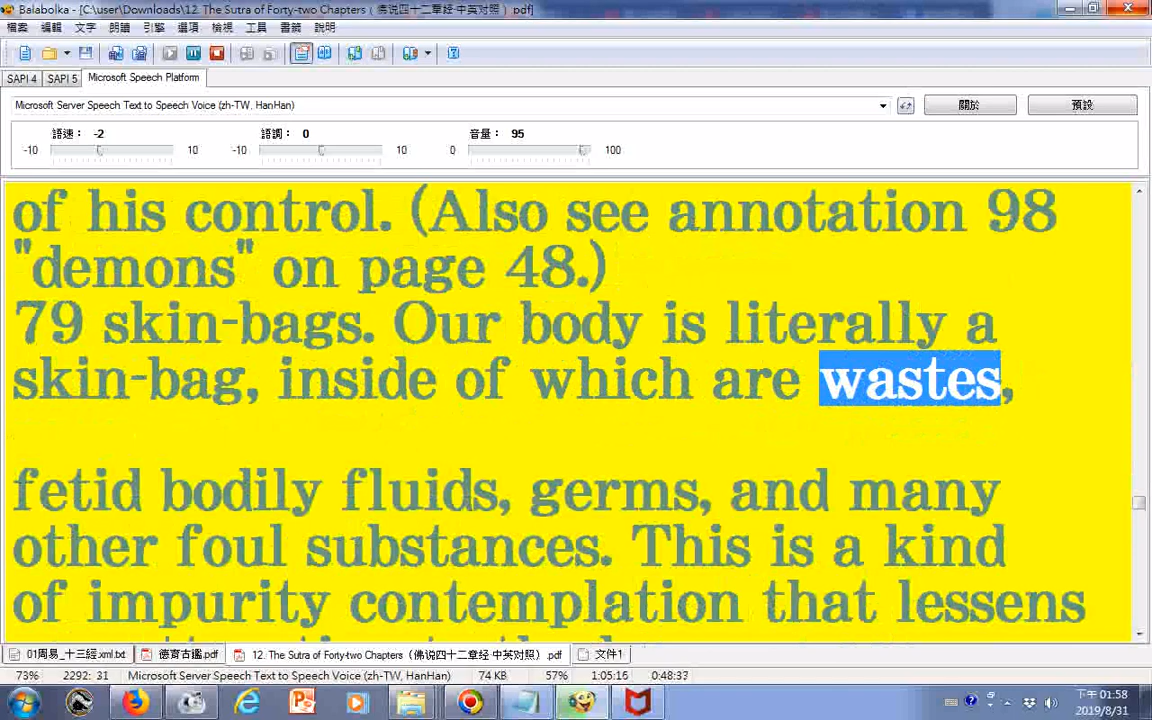 Balabolka - [C:\user\Downloads\12. The Sutra of Forty-two Chapters（佛说四十二章经·中英对照）.pdf]
檔案 編輯 文字 朗讀 引擎 選項 檢視 工具 書籤 說明
SAPI 4 SAPI 5 Microsoft Speech Platform
Microsoft Server Speech Text to Speech Voice (zh-TW, HanHan) 關於 預設
語速： -2 語調： 0 音量： 95
-10 10 -10 10 0 100
of his control. (Also see annotation 98
"demons" on page 48.)
79 skin-bags. Our body is literally a
skin-bag, inside of which are wastes,
fetid bodily fluids, germs, and many
other foul substances. This is a kind
of impurity contemplation that lessens
01周易_十三經.xml.txt 德育古鑑.pdf 12. The Sutra of Forty-two Chapters（佛说四十二章经·中英对照）.pdf 文件1
73% 2292: 31 Microsoft Server Speech Text to Speech Voice (zh-TW, HanHan) 74 KB 57% 1:05:16 0:48:37
下午 01:58
2019/8/31